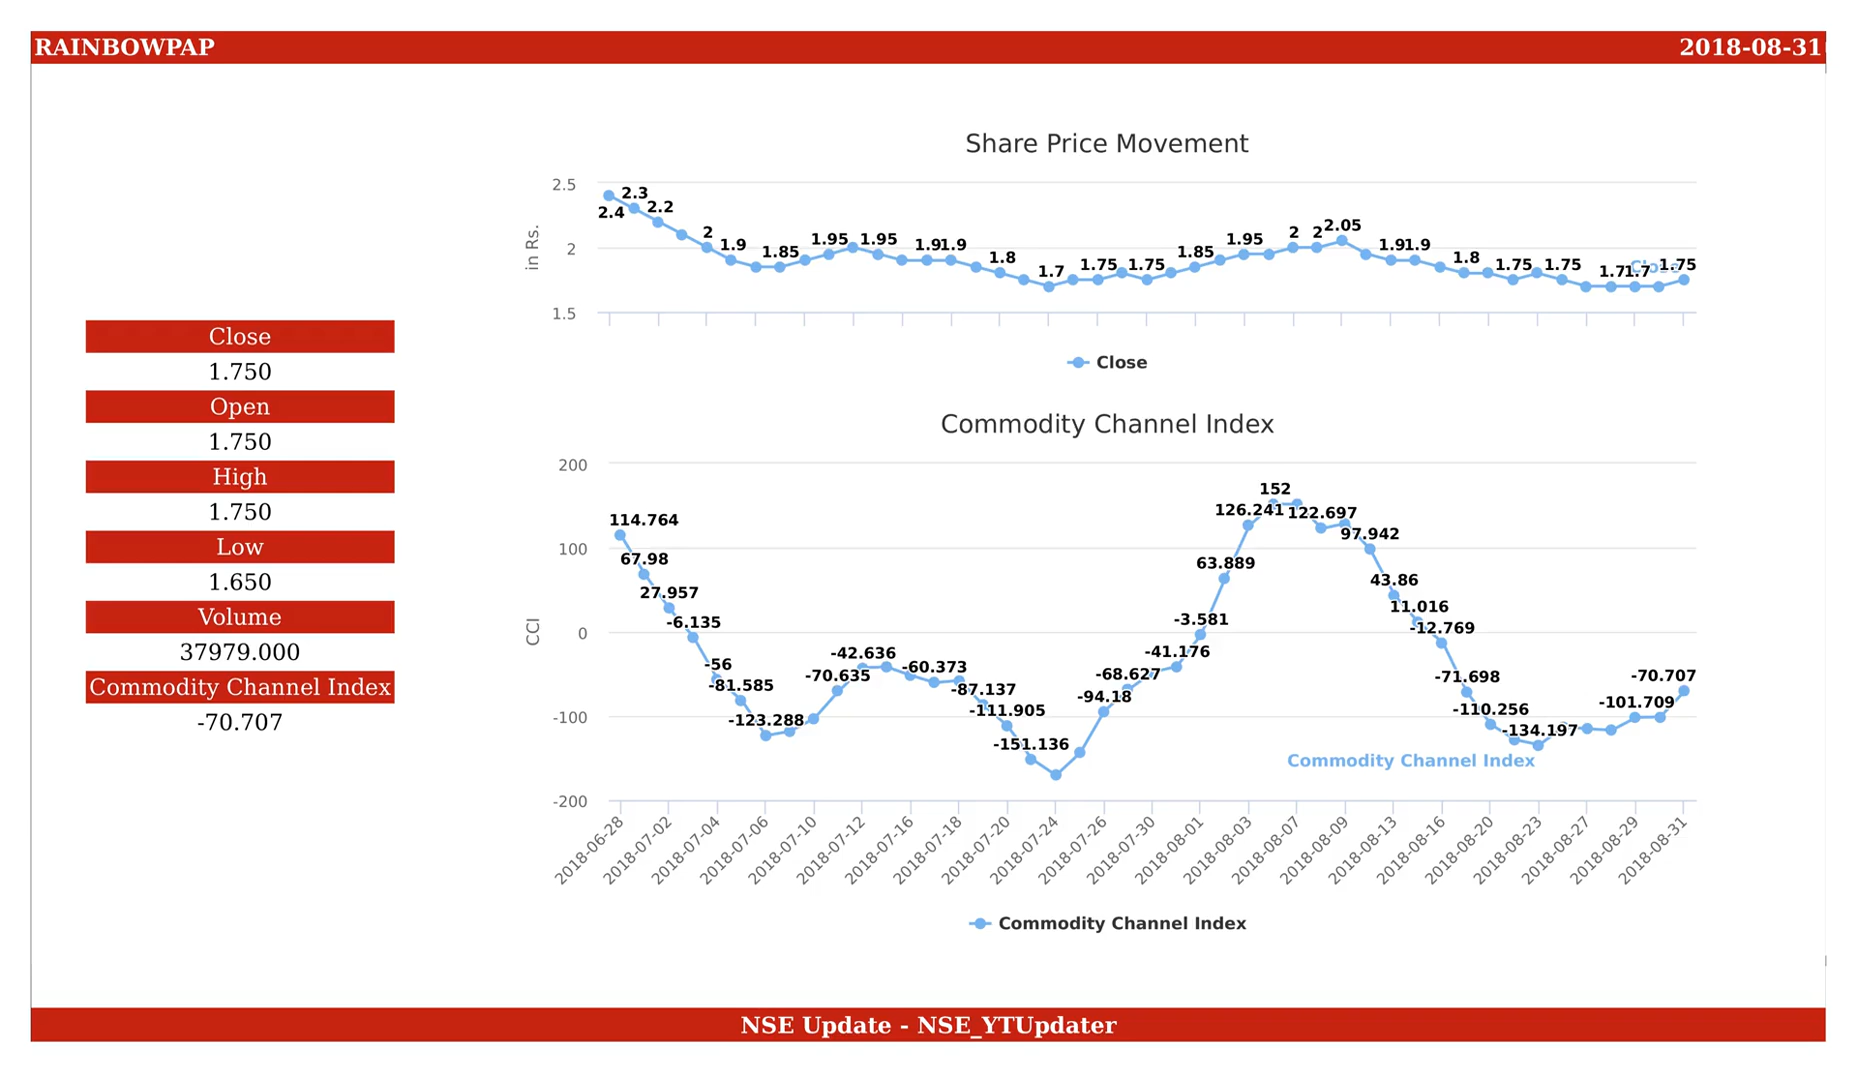 RAINBOWPAP 2018-08-31
Close
1.750
Open
1.750
High
1.750
Low
1.650
Volume
37979.000
Commodity Channel Index
-70.707
Share Price Movement
in Rs.
2.5
2
1.5
2.4 2.3 2.2 2 1.9 1.85 1.95 1.95 1.9 1.9 1.8 1.7 1.75 1.75 1.85 1.95 2 2 2.05 1.9 1.9 1.8 1.75 1.75 1.7 1.7 1.75
Close
Close
Commodity Channel Index
CCI
200
100
0
-100
-200
114.764 67.98 27.957 -6.135 -56 -81.585 -123.288 -70.635 -42.636 -60.373 -87.137 -111.905 -151.136 -94.18 -68.627 -41.176 -3.581 63.889 126.241 152 122.697 97.942 43.86 11.016 -12.769 -71.698 -110.256 -134.197 -101.709 -70.707
Commodity Channel Index
2018-06-28 2018-07-02 2018-07-04 2018-07-06 2018-07-10 2018-07-12 2018-07-16 2018-07-18 2018-07-20 2018-07-24 2018-07-26 2018-07-30 2018-08-01 2018-08-03 2018-08-07 2018-08-09 2018-08-13 2018-08-16 2018-08-20 2018-08-23 2018-08-27 2018-08-29 2018-08-31
Commodity Channel Index
NSE Update - NSE_YTUpdater